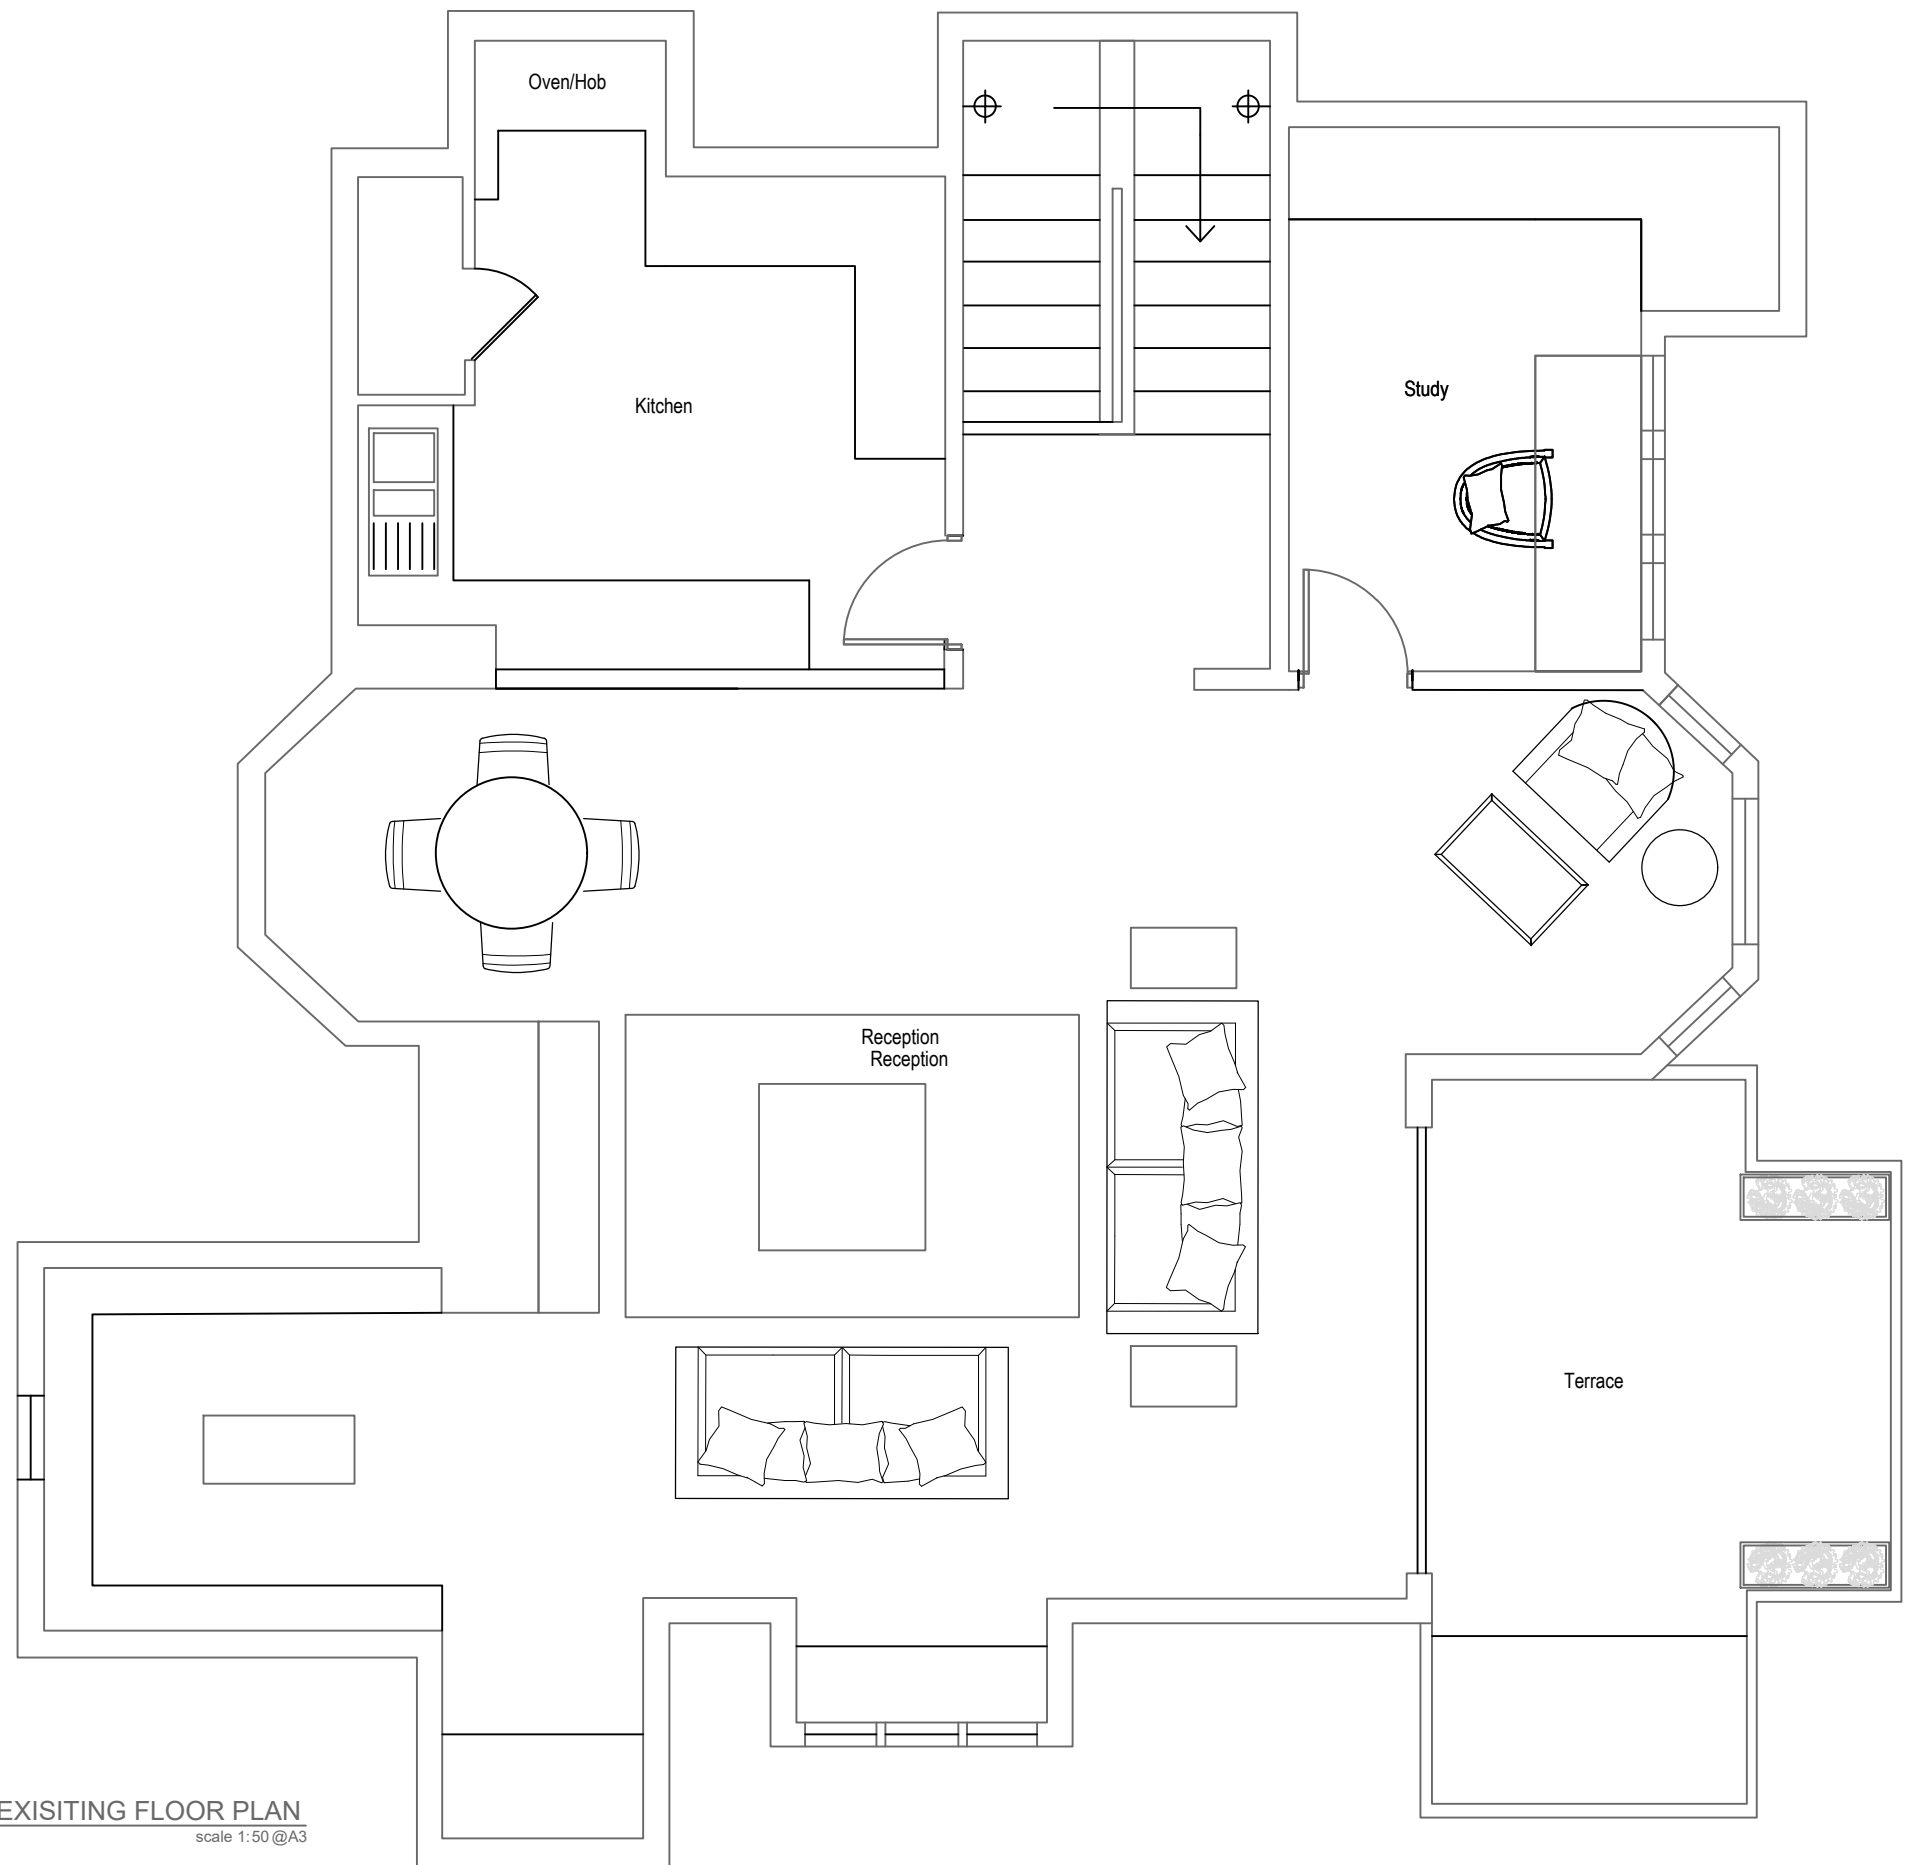 Oven/Hob
Kitchen
Study
Reception
Reception
Terrace
EXISITING FLOOR PLAN
scale 1:50@A3